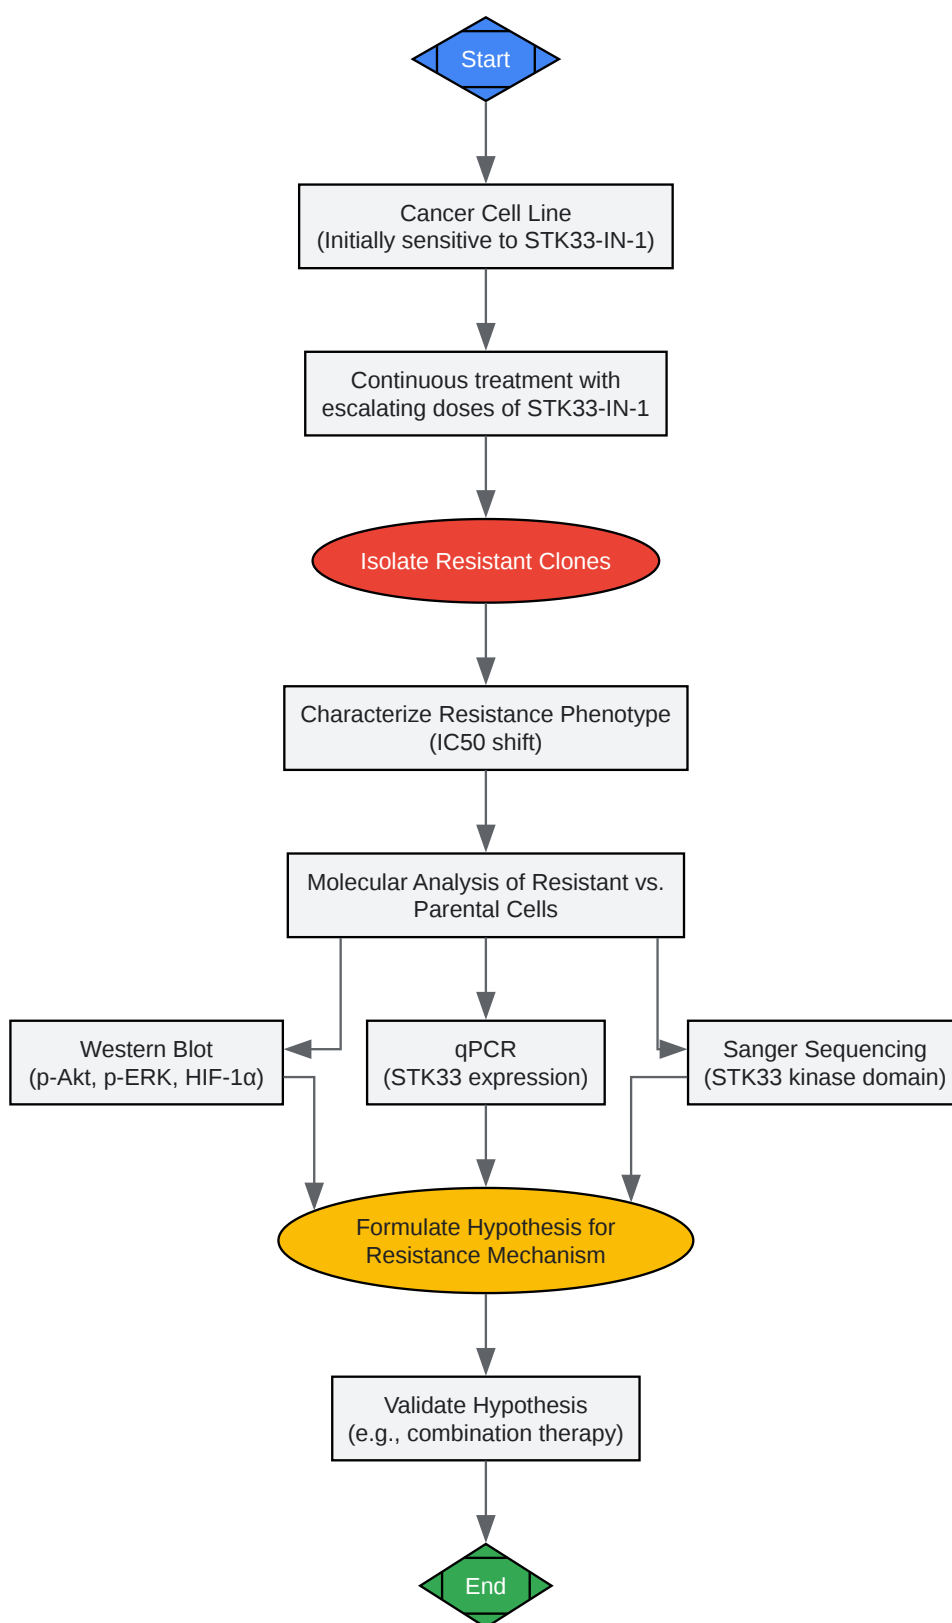 Start
Cancer Cell Line
(Initially sensitive to STK33-IN-1)
Continuous treatment with
escalating doses of STK33-IN-1
Isolate Resistant Clones
Characterize Resistance Phenotype
(IC50 shift)
Molecular Analysis of Resistant vs.
Parental Cells
Western Blot
(p-Akt, p-ERK, HIF-1α)
qPCR
(STK33 expression)
Sanger Sequencing
(STK33 kinase domain)
Formulate Hypothesis for
Resistance Mechanism
Validate Hypothesis
(e.g., combination therapy)
End